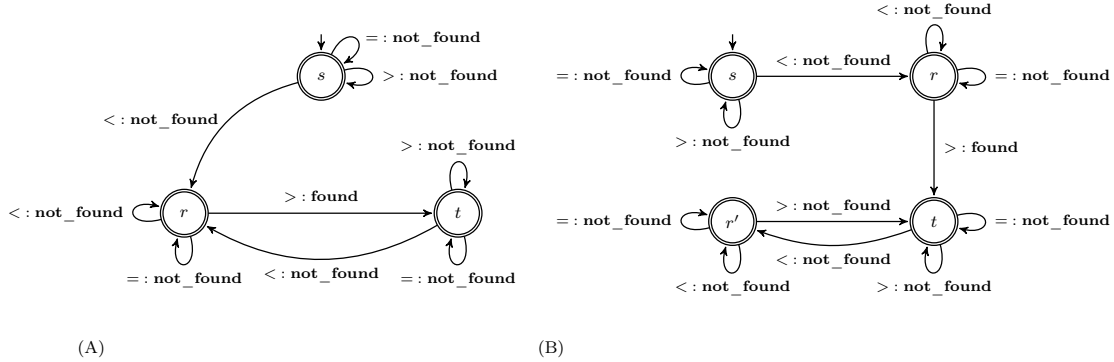 = : not_found
s
> : not_found
< : not_found
> : not_found
< : not_found
r
> : found
t
= : not_found
< : not_found
= : not_found
(A)
< : not_found
= : not_found
s
< : not_found
r
= : not_found
> : not_found
> : found
= : not_found
r′
> : not_found
t
= : not_found
< : not_found
< : not_found
> : not_found
(B)